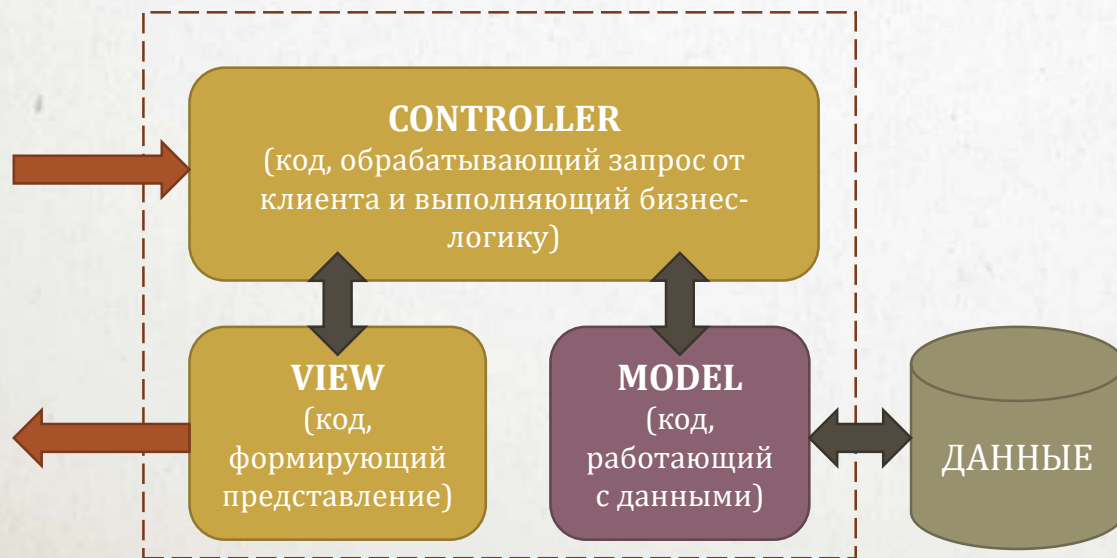 CONTROLLER
(код, обрабатывающий запрос от
клиента и выполняющий бизнес-
логику)
VIEW
(код,
формирующий
представление)
MODEL
(код,
работающий
с данными)
ДАННЫЕ